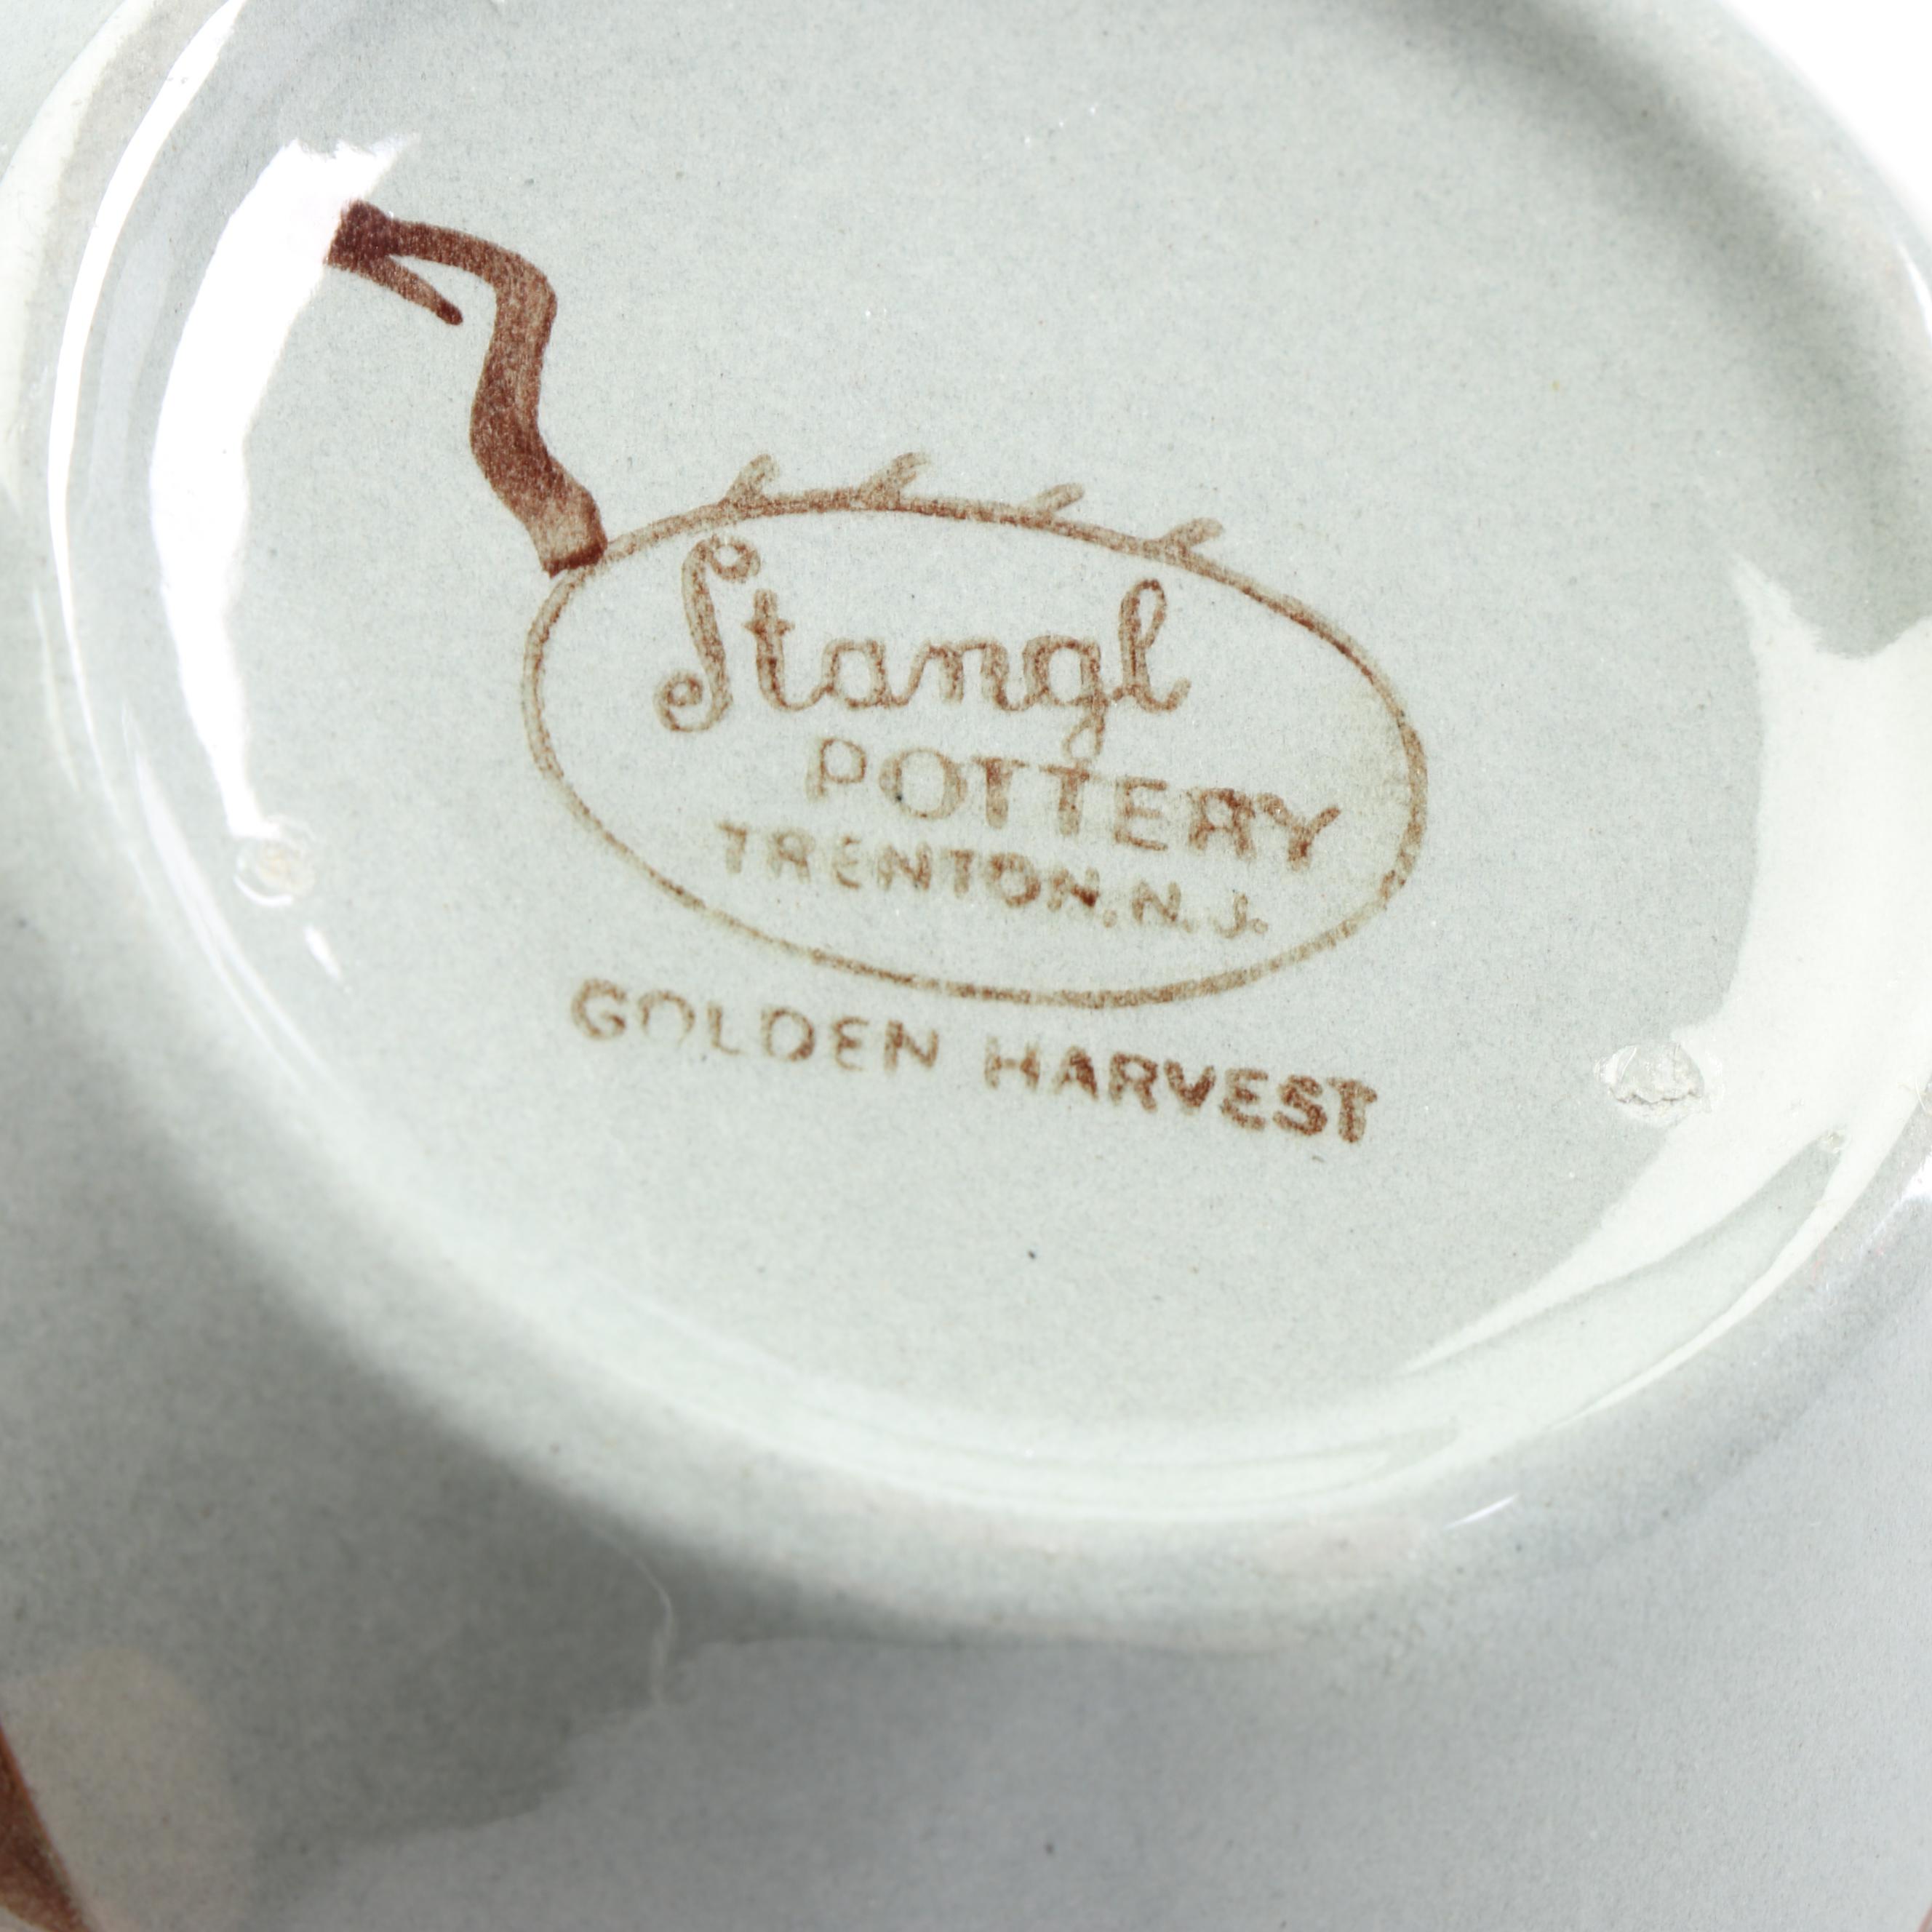 Stangl
POTTERY
TRENTON, N. J.
GOLDEN HARVEST